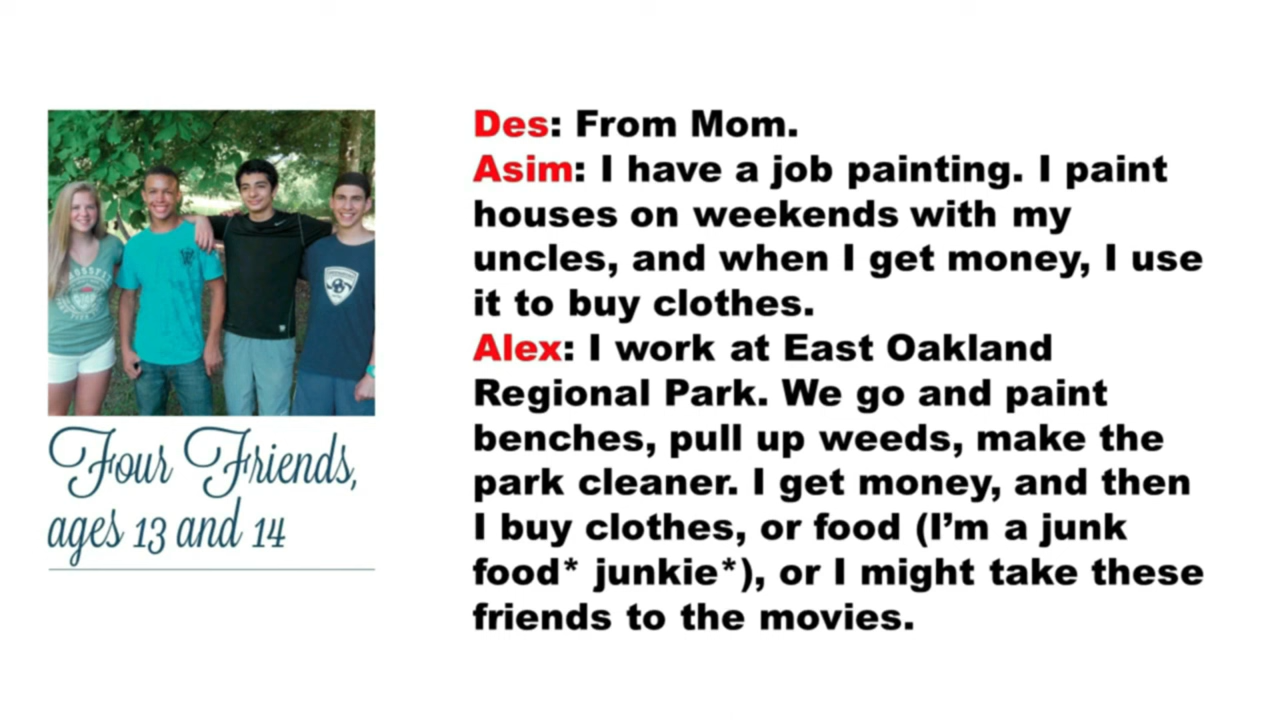 Four Friends,
ages 13 and 14
Des: From Mom.
Asim: I have a job painting. I paint
houses on weekends with my
uncles, and when I get money, I use
it to buy clothes.
Alex: I work at East Oakland
Regional Park. We go and paint
benches, pull up weeds, make the
park cleaner. I get money, and then
I buy clothes, or food (I’m a junk
food* junkie*), or I might take these
friends to the movies.